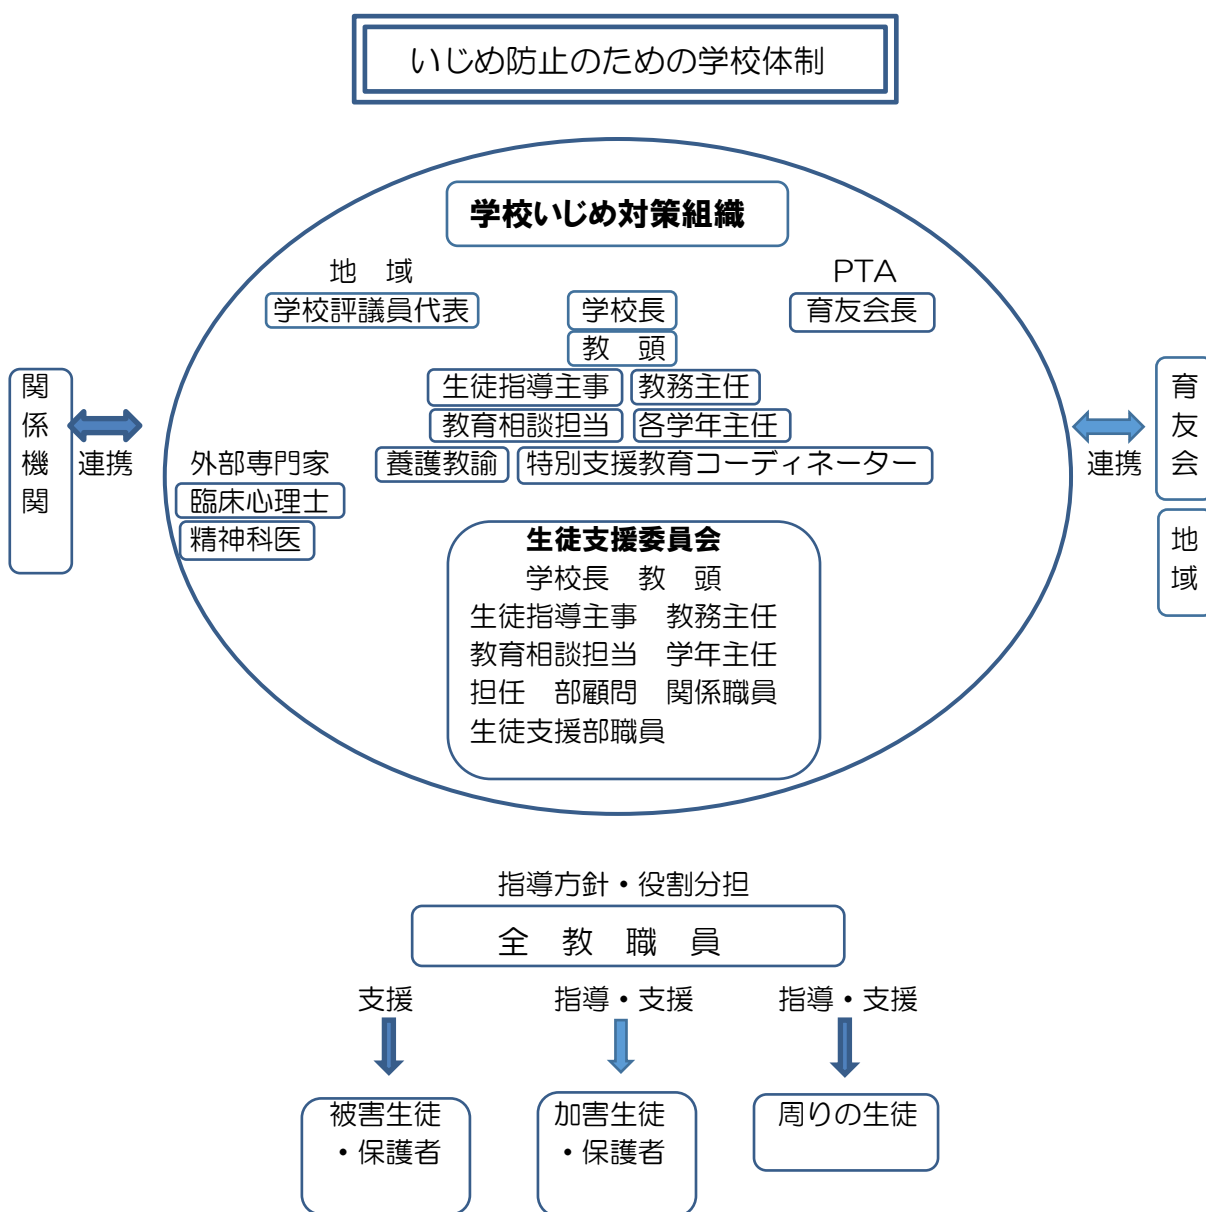 いじめ防止のための学校体制
学校いじめ対策組織
地　域
学校評議員代表
PTA
育友会長
学校長
教　頭
生徒指導主事
教務主任
教育相談担当
各学年主任
養護教諭
特別支援教育コーディネーター
関係機関
連携
外部専門家
臨床心理士
精神科医
連携
育友会
地域
生徒支援委員会
学校長　教　頭
生徒指導主事　教務主任
教育相談担当　学年主任
担任　部顧問　関係職員
生徒支援部職員
指導方針・役割分担
全　教　職　員
支援
指導・支援
指導・支援
被害生徒
・保護者
加害生徒
・保護者
周りの生徒